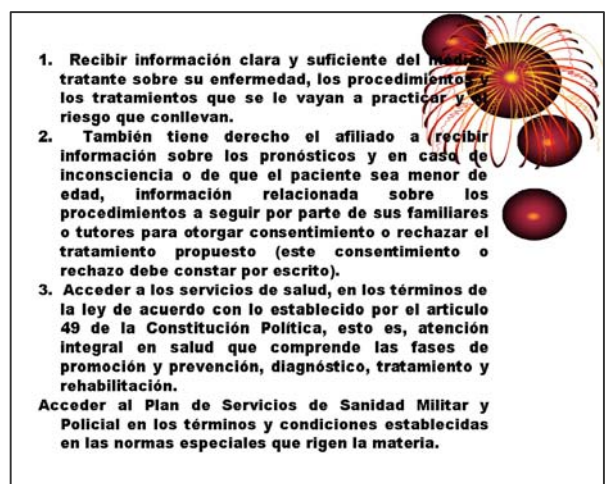 1. Recibir información clara y suficiente del médico
tratante sobre su enfermedad, los procedimientos y
los tratamientos que se le vayan a practicar y el
riesgo que conllevan.
2. También tiene derecho el afiliado a recibir
información sobre los pronósticos y en caso de
inconsciencia o de que el paciente sea menor de
edad, información relacionada sobre los
procedimientos a seguir por parte de sus familiares
o tutores para otorgar consentimiento o rechazar el
tratamiento propuesto (este consentimiento o
rechazo debe constar por escrito).
3. Acceder a los servicios de salud, en los términos de
la ley de acuerdo con lo establecido por el articulo
49 de la Constitución Política, esto es, atención
integral en salud que comprende las fases de
promoción y prevención, diagnóstico, tratamiento y
rehabilitación.
Acceder al Plan de Servicios de Sanidad Militar y
Policial en los términos y condiciones establecidas
en las normas especiales que rigen la materia.